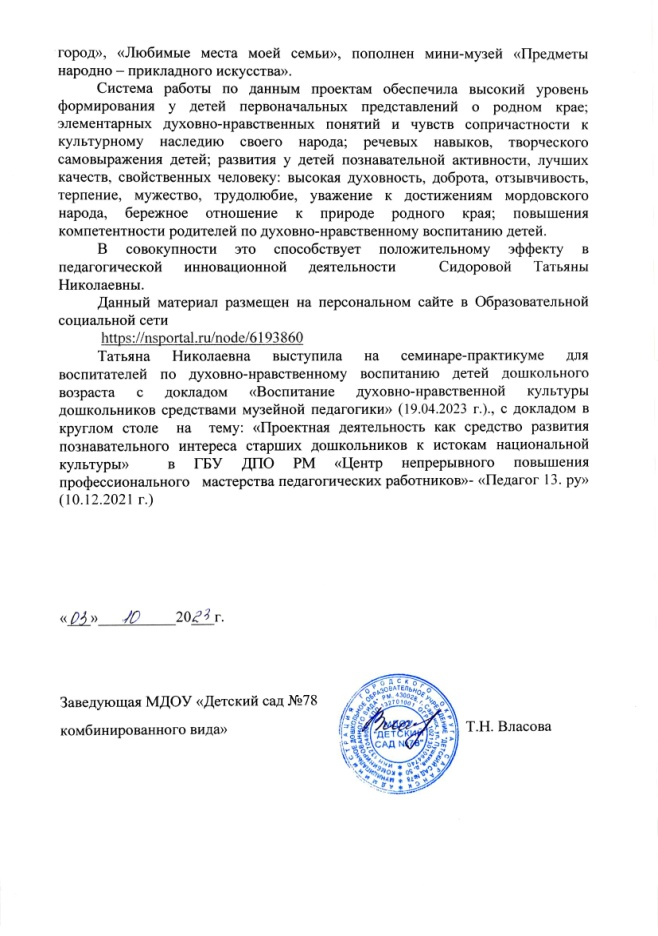 город», «Любимые места моей семьи», пополнен мини-музей «Предметы
народно – прикладного искусства».
Система работы по данным проектам обеспечила высокий уровень
формирования у детей первоначальных представлений о родном крае;
элементарных духовно-нравственных понятий и чувств сопричастности к
культурному наследию своего народа; речевых навыков, творческого
самовыражения детей; развития у детей познавательной активности, лучших
качеств, свойственных человеку: высокая духовность, доброта, отзывчивость,
терпение, мужество, трудолюбие, уважение к достижениям мордовского
народа, бережное отношение к природе родного края; повышения
компетентности родителей по духовно-нравственному воспитанию детей.
В совокупности это способствует положительному эффекту в
педагогической инновационной деятельности Сидоровой Татьяны
Николаевны.
Данный материал размещен на персональном сайте в Образовательной
социальной сети
https://nsportal.ru/node/6193860
Татьяна Николаевна выступила на семинаре-практикуме для
воспитателей по духовно-нравственному воспитанию детей дошкольного
возраста с докладом «Воспитание духовно-нравственной культуры
дошкольников средствами музейной педагогики» (19.04.2023 г.)., с докладом в
круглом столе на тему: «Проектная деятельность как средство развития
познавательного интереса старших дошкольников к истокам национальной
культуры» в ГБУ ДПО РМ «Центр непрерывного повышения
профессионального мастерства педагогических работников»- «Педагог 13. ру»
(10.12.2021 г.)
«03» 10 2023 г.
Заведующая МДОУ «Детский сад №78
комбинированного вида»
Т.Н. Власова
ДЕТСКИЙ
САД №78"